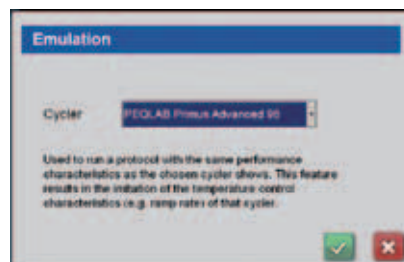 Emulation
Cycler
PEQLAB Primus Advanced 96
Used to run a protocol with the same performance
characteristics as the chosen cycler shows. This feature
results in the imitation of the temperature control
characteristics (e.g. ramp rates of that cycler.